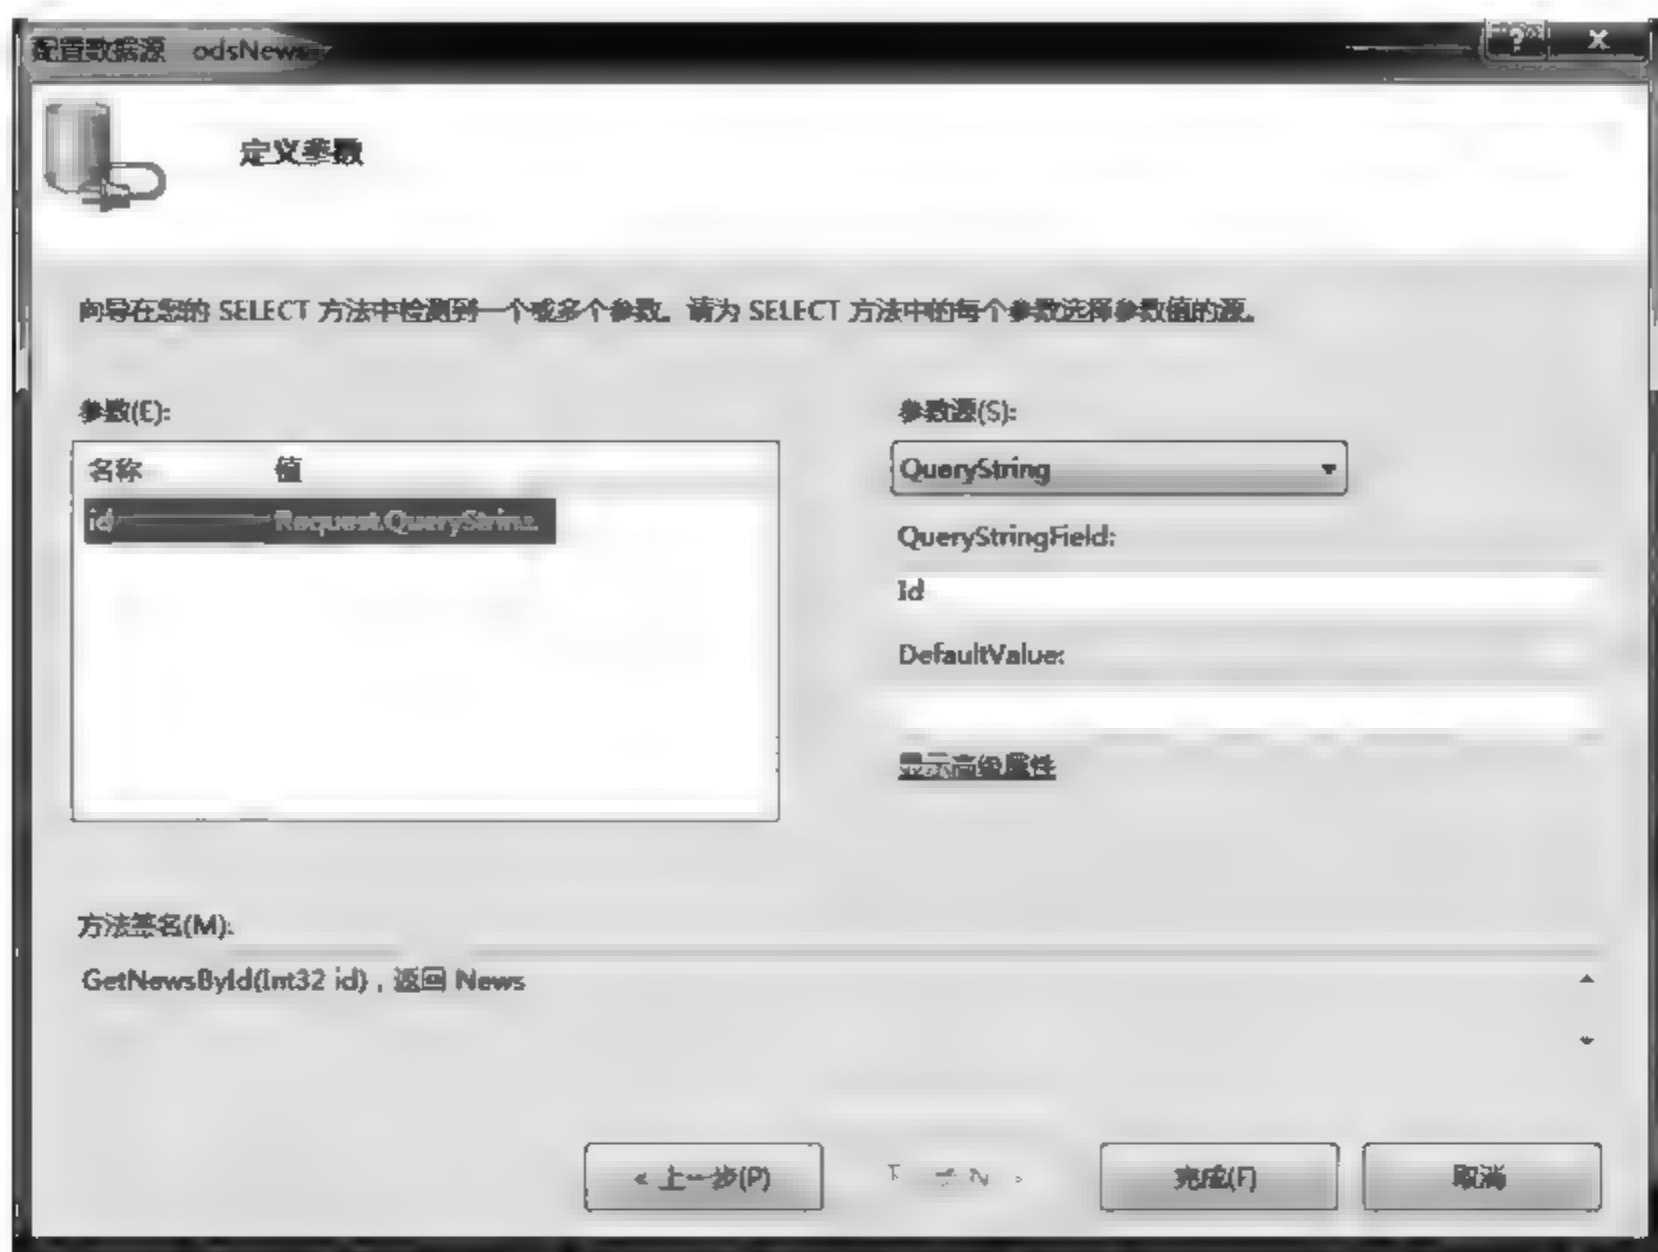 配置数据源 odsNews
定义参数
向导在您的 SELECT 方法中检测到一个或多个参数。请为 SELECT 方法中的每个参数选择参数值的源。
参数(E):
名称 值
id Request.QueryString
参数源(S):
QueryString
QueryStringField:
Id
DefaultValue:
显示高级属性
方法签名(M):
GetNewsById(Int32 id)，返回 News
< 上一步(P)
完成(F)
取消